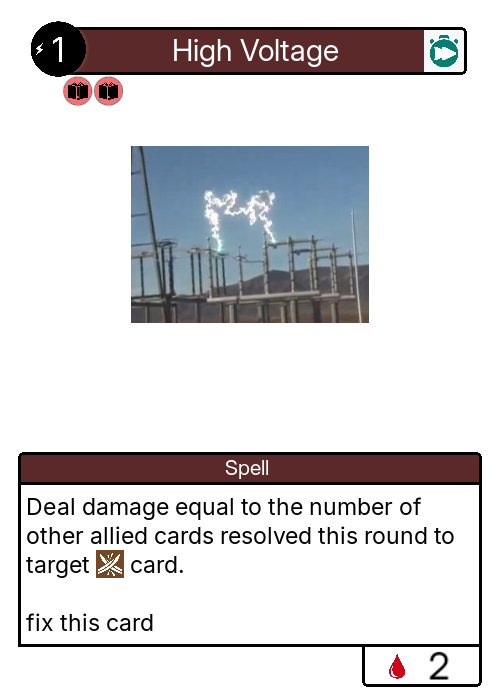 1
High Voltage
Spell
Deal damage equal to the number of
other allied cards resolved this round to
target card.
fix this card
2